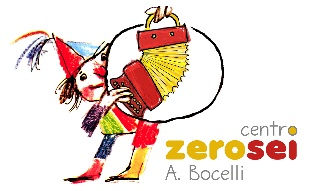 centro
zerosei
A. Bocelli